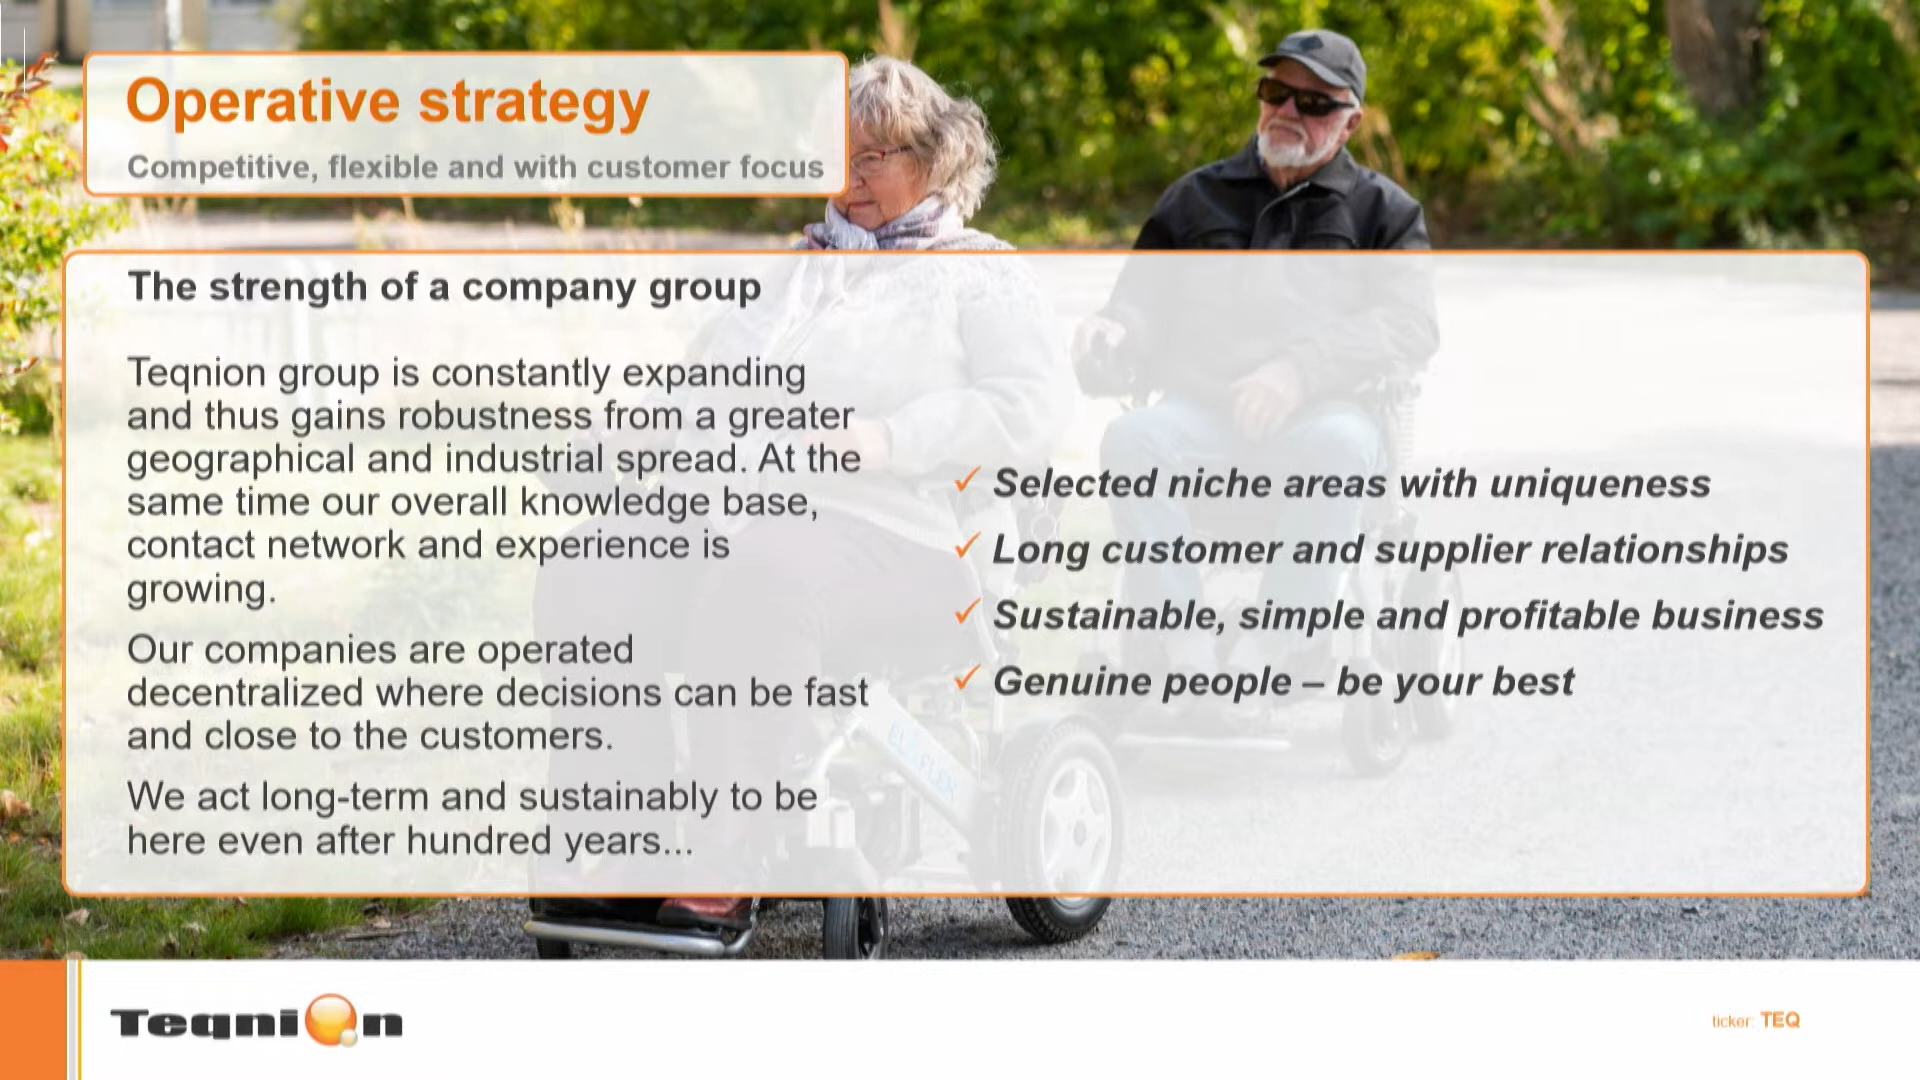 Operative strategy
Competitive, flexible and with customer focus
The strength of a company group
Teqnion group is constantly expanding
and thus gains robustness from a greater
geographical and industrial spread. At the
same time our overall knowledge base,
contact network and experience is
growing.
Our companies are operated
decentralized where decisions can be fast
and close to the customers.
We act long-term and sustainably to be
here even after hundred years...
✓ Selected niche areas with uniqueness
✓ Long customer and supplier relationships
✓ Sustainable, simple and profitable business
✓ Genuine people – be your best
Teqnion
ticker: TEQ